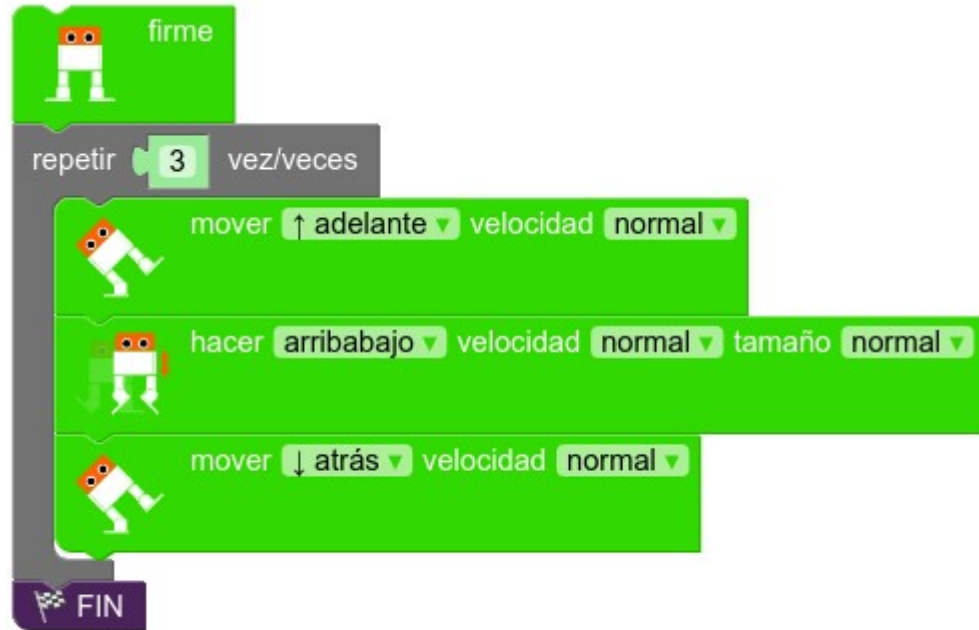 firme
repetir 3 vez/veces
mover ↑ adelante ▾ velocidad normal ▾
hacer arribabajo ▾ velocidad normal ▾ tamaño normal ▾
mover ↓ atrás ▾ velocidad normal ▾
FIN